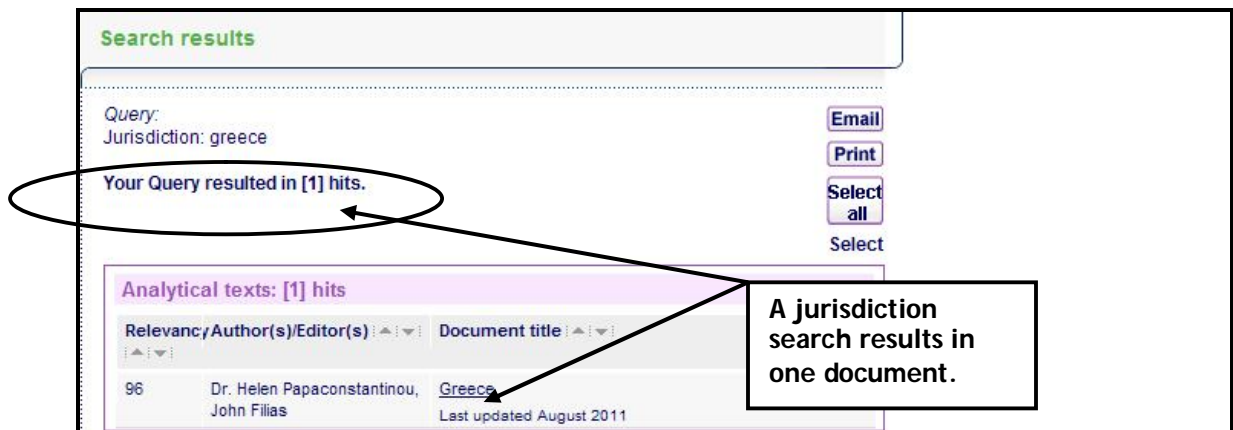 Search results
Query:
Jurisdiction: greece
Your Query resulted in [1] hits.
Email
Print
Select
all
Select
Analytical texts: [1] hits
Relevancy Author(s)/Editor(s) Document title
96 Dr. Helen Papaconstantinou, Greece
John Filias Last updated August 2011
A jurisdiction
search results in
one document.